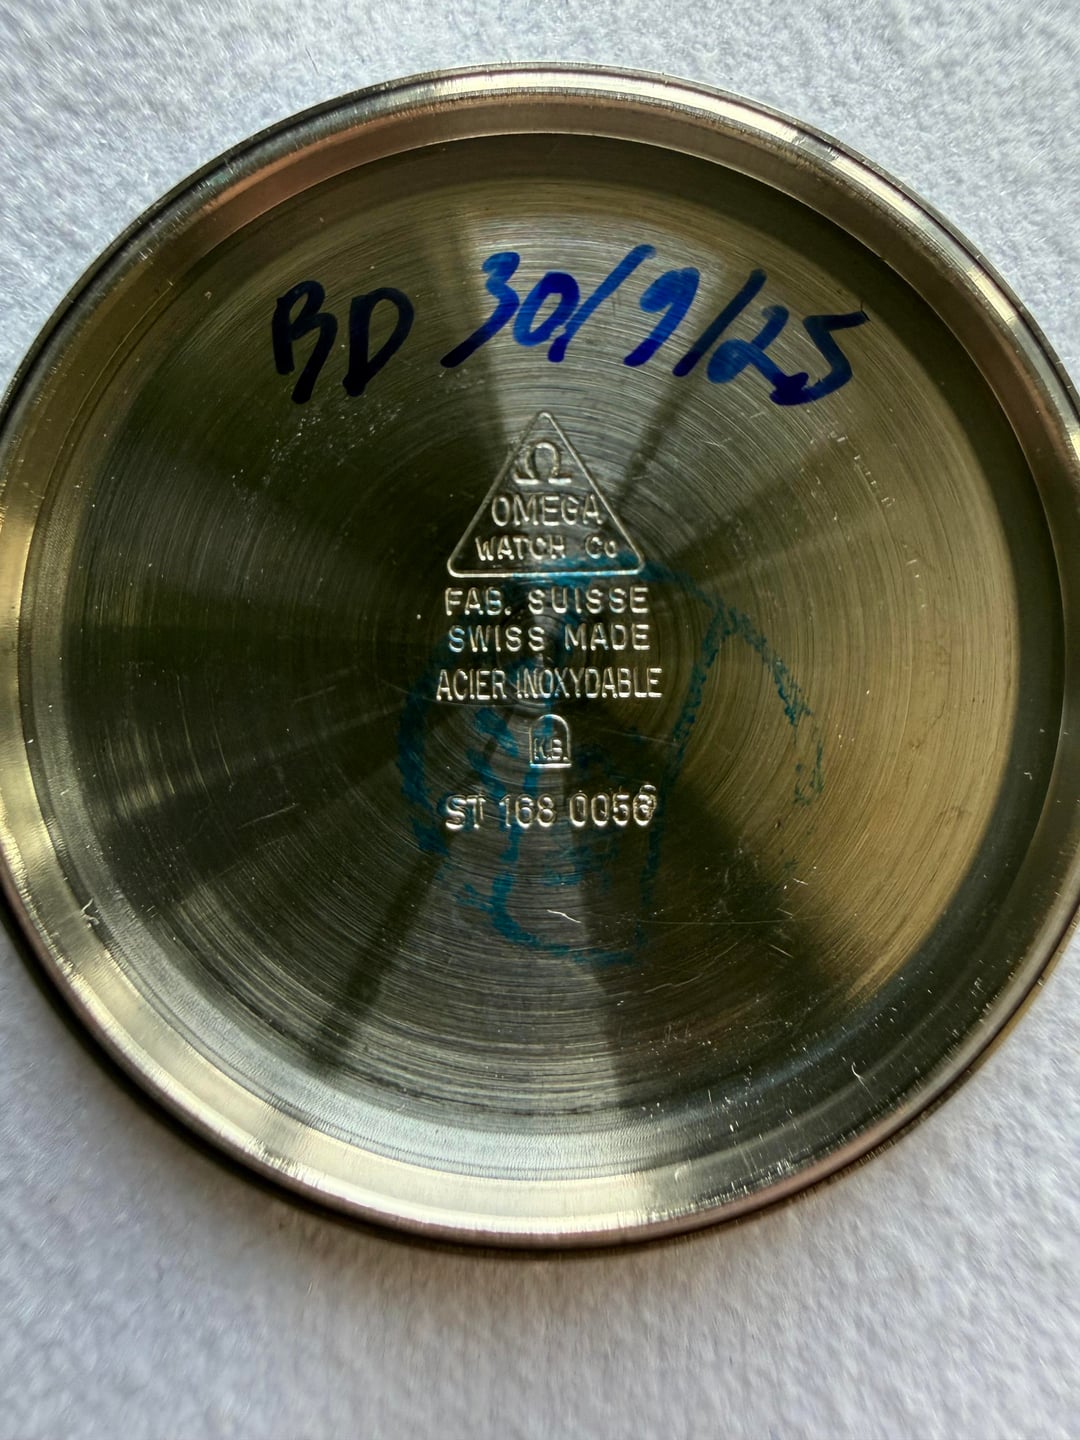 BD 30/9/25
Ω
OMEGA
WATCH Co
FAB. SUISSE
SWISS MADE
ACIER INOXYDABLE
K.B.
ST 168 0056